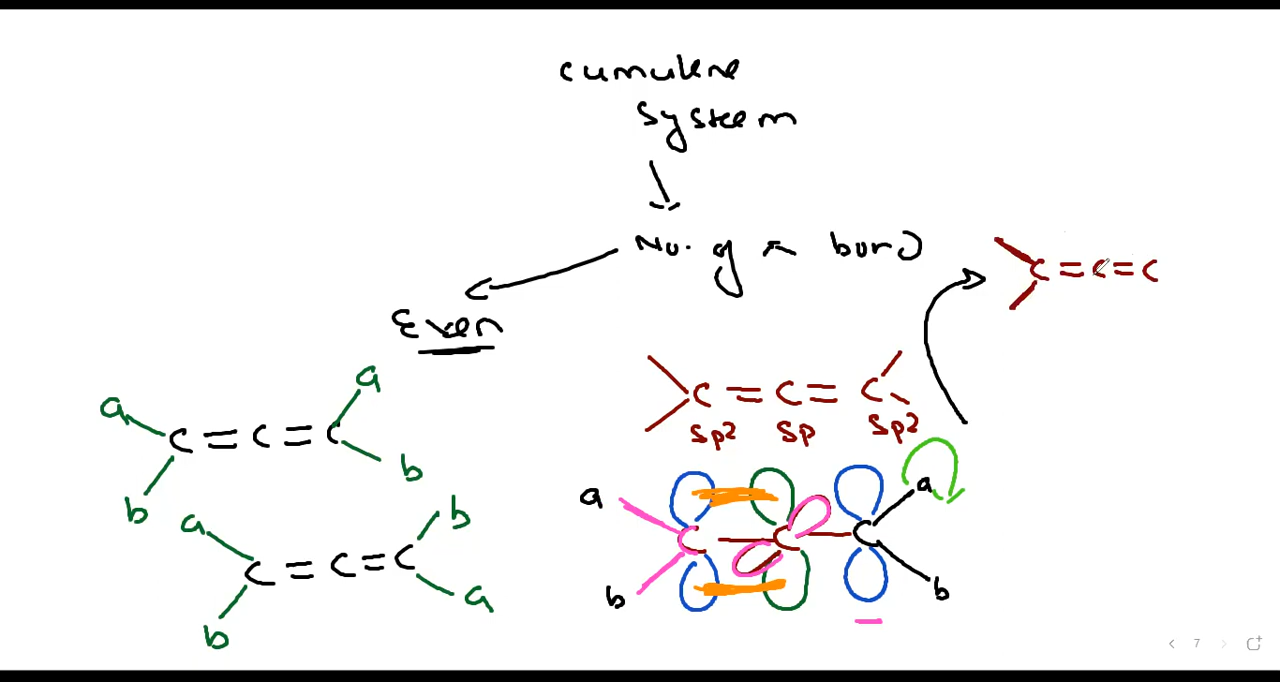 cumulene
system
No. of π bond
C=C=C
Even
C=C=C
sp2 sp sp2
a a
C=C=C
b b
a b
C=C=C
b a
a a
C C C
b b
7